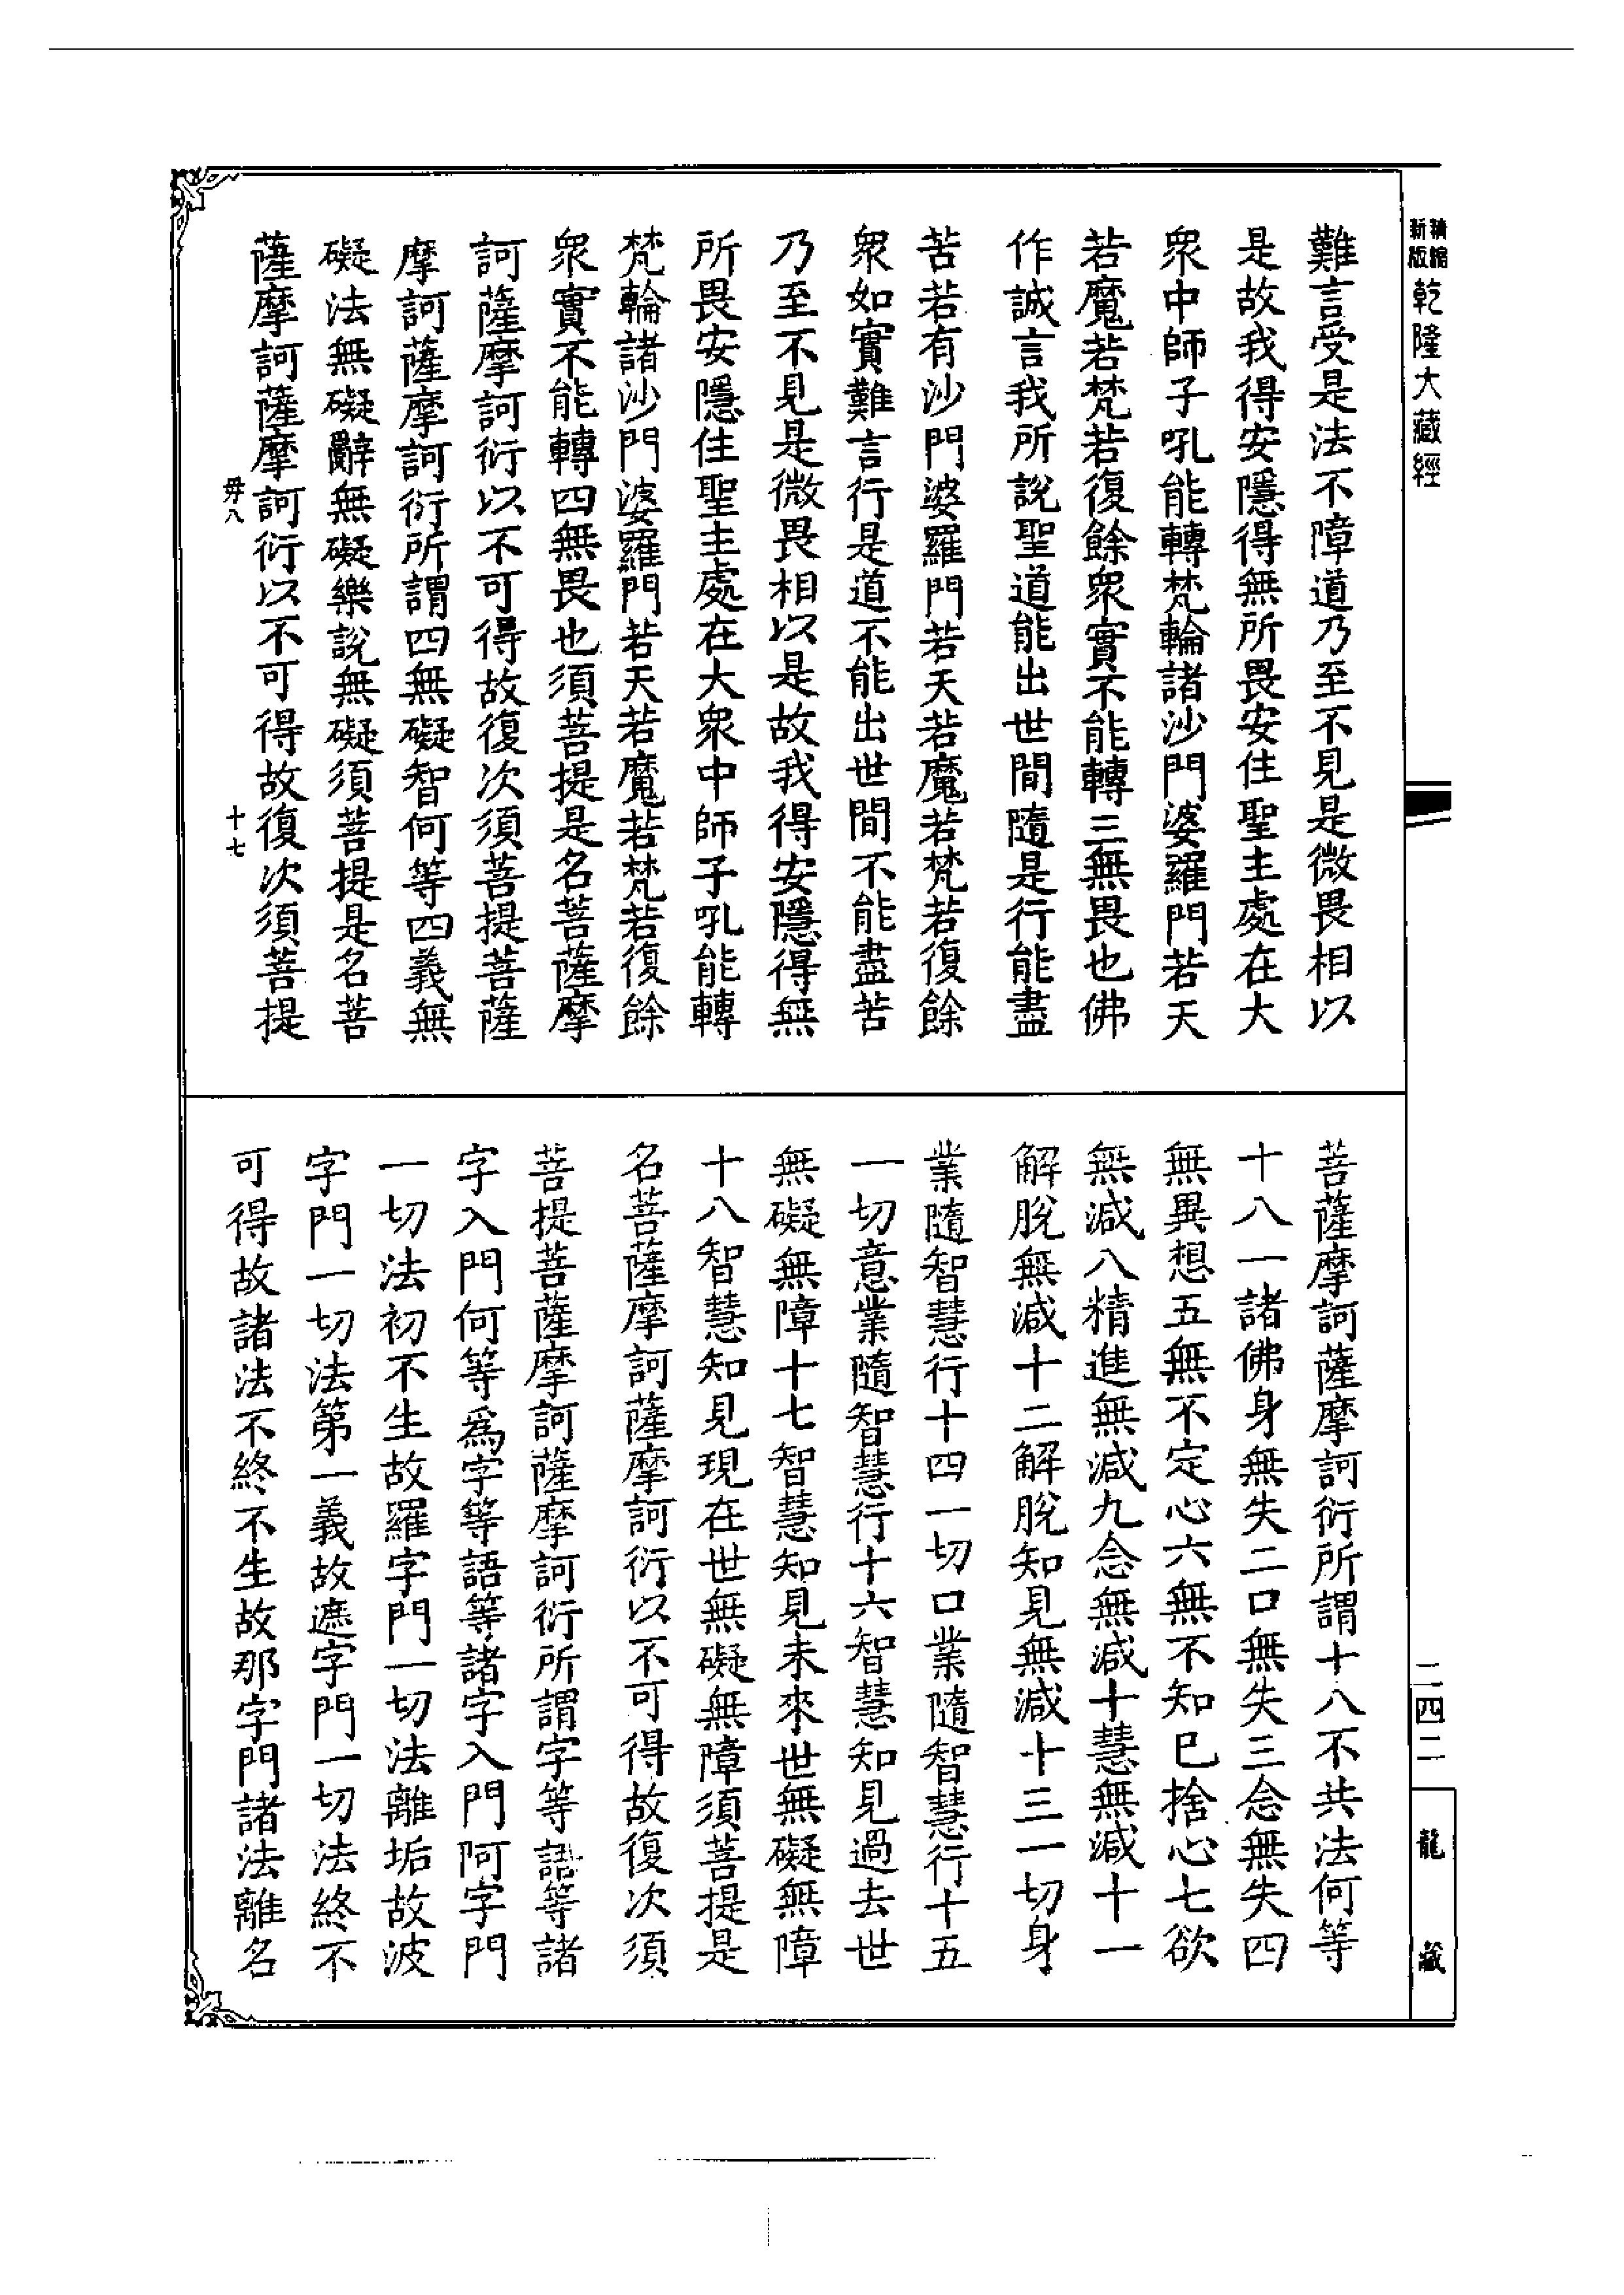 精縮新版乾隆大藏經
難言受是法不障道乃至不見是微畏相以
是故我得安隱得無所畏安住聖主處在大
衆中師子吼能轉梵輪諸沙門婆羅門若天
若魔若梵若復餘衆實不能轉三無畏也佛
作誠言我所說聖道能出世間隨是行能盡
苦若有沙門婆羅門若天若魔若梵若復餘
衆如實難言行是道不能出世間不能盡苦
乃至不見是微畏相以是故我得安隱得無
所畏安隱住聖主處在大衆中師子吼能轉
梵輪諸沙門婆羅門若天若魔若梵若復餘
衆實不能轉四無畏也須菩提是名菩薩摩
訶薩摩訶衍以不可得故復次須菩提菩薩
摩訶薩摩訶衍所謂四無礙智何等四義無
礙法無礙辭無礙樂說無礙須菩提是名菩
薩摩訶薩摩訶衍以不可得故復次須菩提
毋八
十七
菩薩摩訶薩摩訶衍所謂十八不共法何等
十八一諸佛身無失二口無失三念無失四
無異想五無不定心六無不知已捨心七欲
無減八精進無減九念無減十慧無減十一
解脫無減十二解脫知見無減十三一切身
業隨智慧行十四一切口業隨智慧行十五
一切意業隨智慧行十六智慧知見過去世
無礙無障十七智慧知見未來世無礙無障
十八智慧知見現在世無礙無障須菩提是
名菩薩摩訶薩摩訶衍以不可得故復次須
菩提菩薩摩訶薩摩訶衍所謂字等語等諸
字入門何等爲字等語等諸字入門阿字門
一切法初不生故羅字門一切法離垢故波
字門一切法第一義故遮字門一切法終不
可得故諸法不終不生故那字門諸法離名
二四二
龍藏